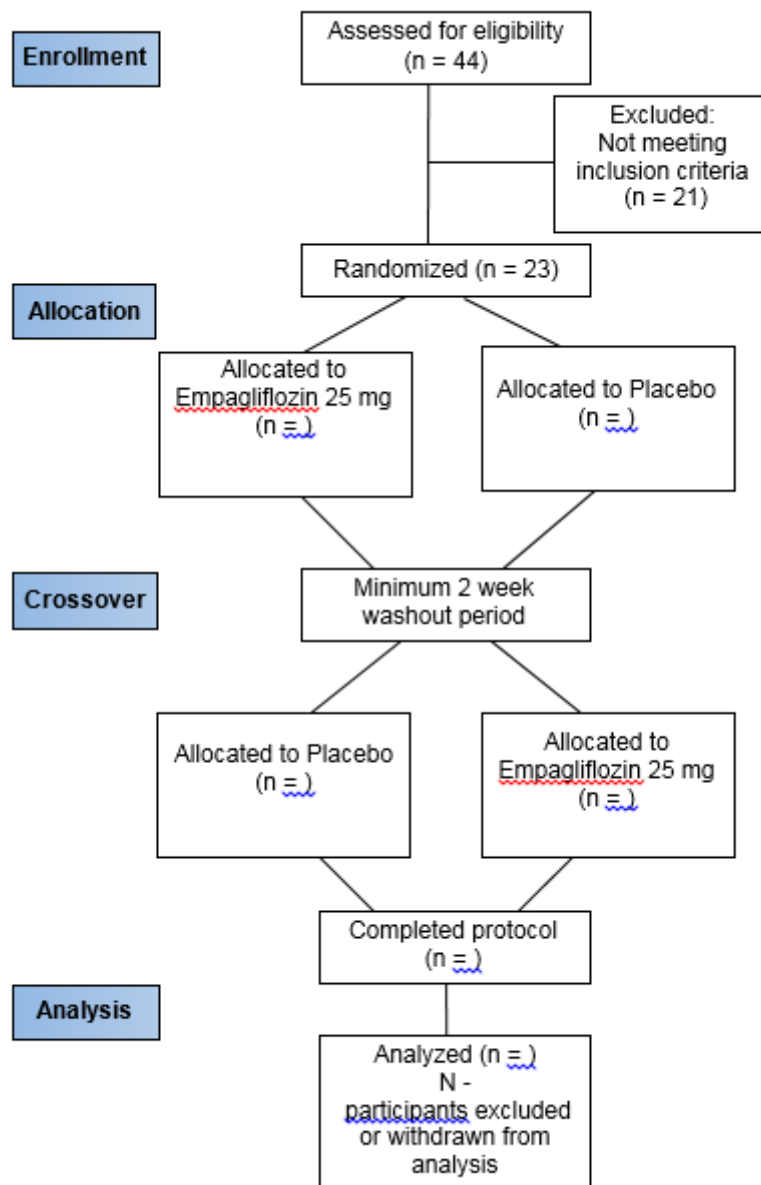 Enrollment
Assessed for eligibility
(n = 44)
Excluded:
Not meeting
inclusion criteria
(n = 21)
Randomized (n = 23)
Allocation
Allocated to
Empagliflozin 25 mg
(n = )
Allocated to Placebo
(n = )
Crossover
Minimum 2 week
washout period
Allocated to Placebo
(n = )
Allocated to
Empagliflozin 25 mg
(n = )
Completed protocol
(n = )
Analysis
Analyzed (n = )
N -
participants excluded
or withdrawn from
analysis